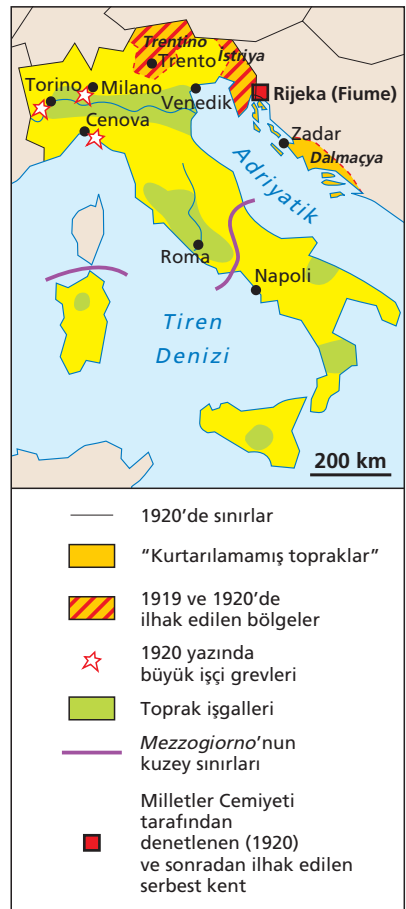 Trentino
Istriya
Trento
Torino
Milano
Venedik
Rijeka (Fiume)
Cenova
Zadar
Dalmaçya
Adriyatik
Roma
Napoli
Tiren
Denizi
200 km
1920'de sınırlar
“Kurtarılamamış topraklar”
1919 ve 1920'de
ilhak edilen bölgeler
1920 yazında
büyük işçi grevleri
Toprak işgalleri
Mezzogiorno'nun
kuzey sınırları
Milletler Cemiyeti
tarafından
denetlenen (1920)
ve sonradan ilhak edilen
serbest kent